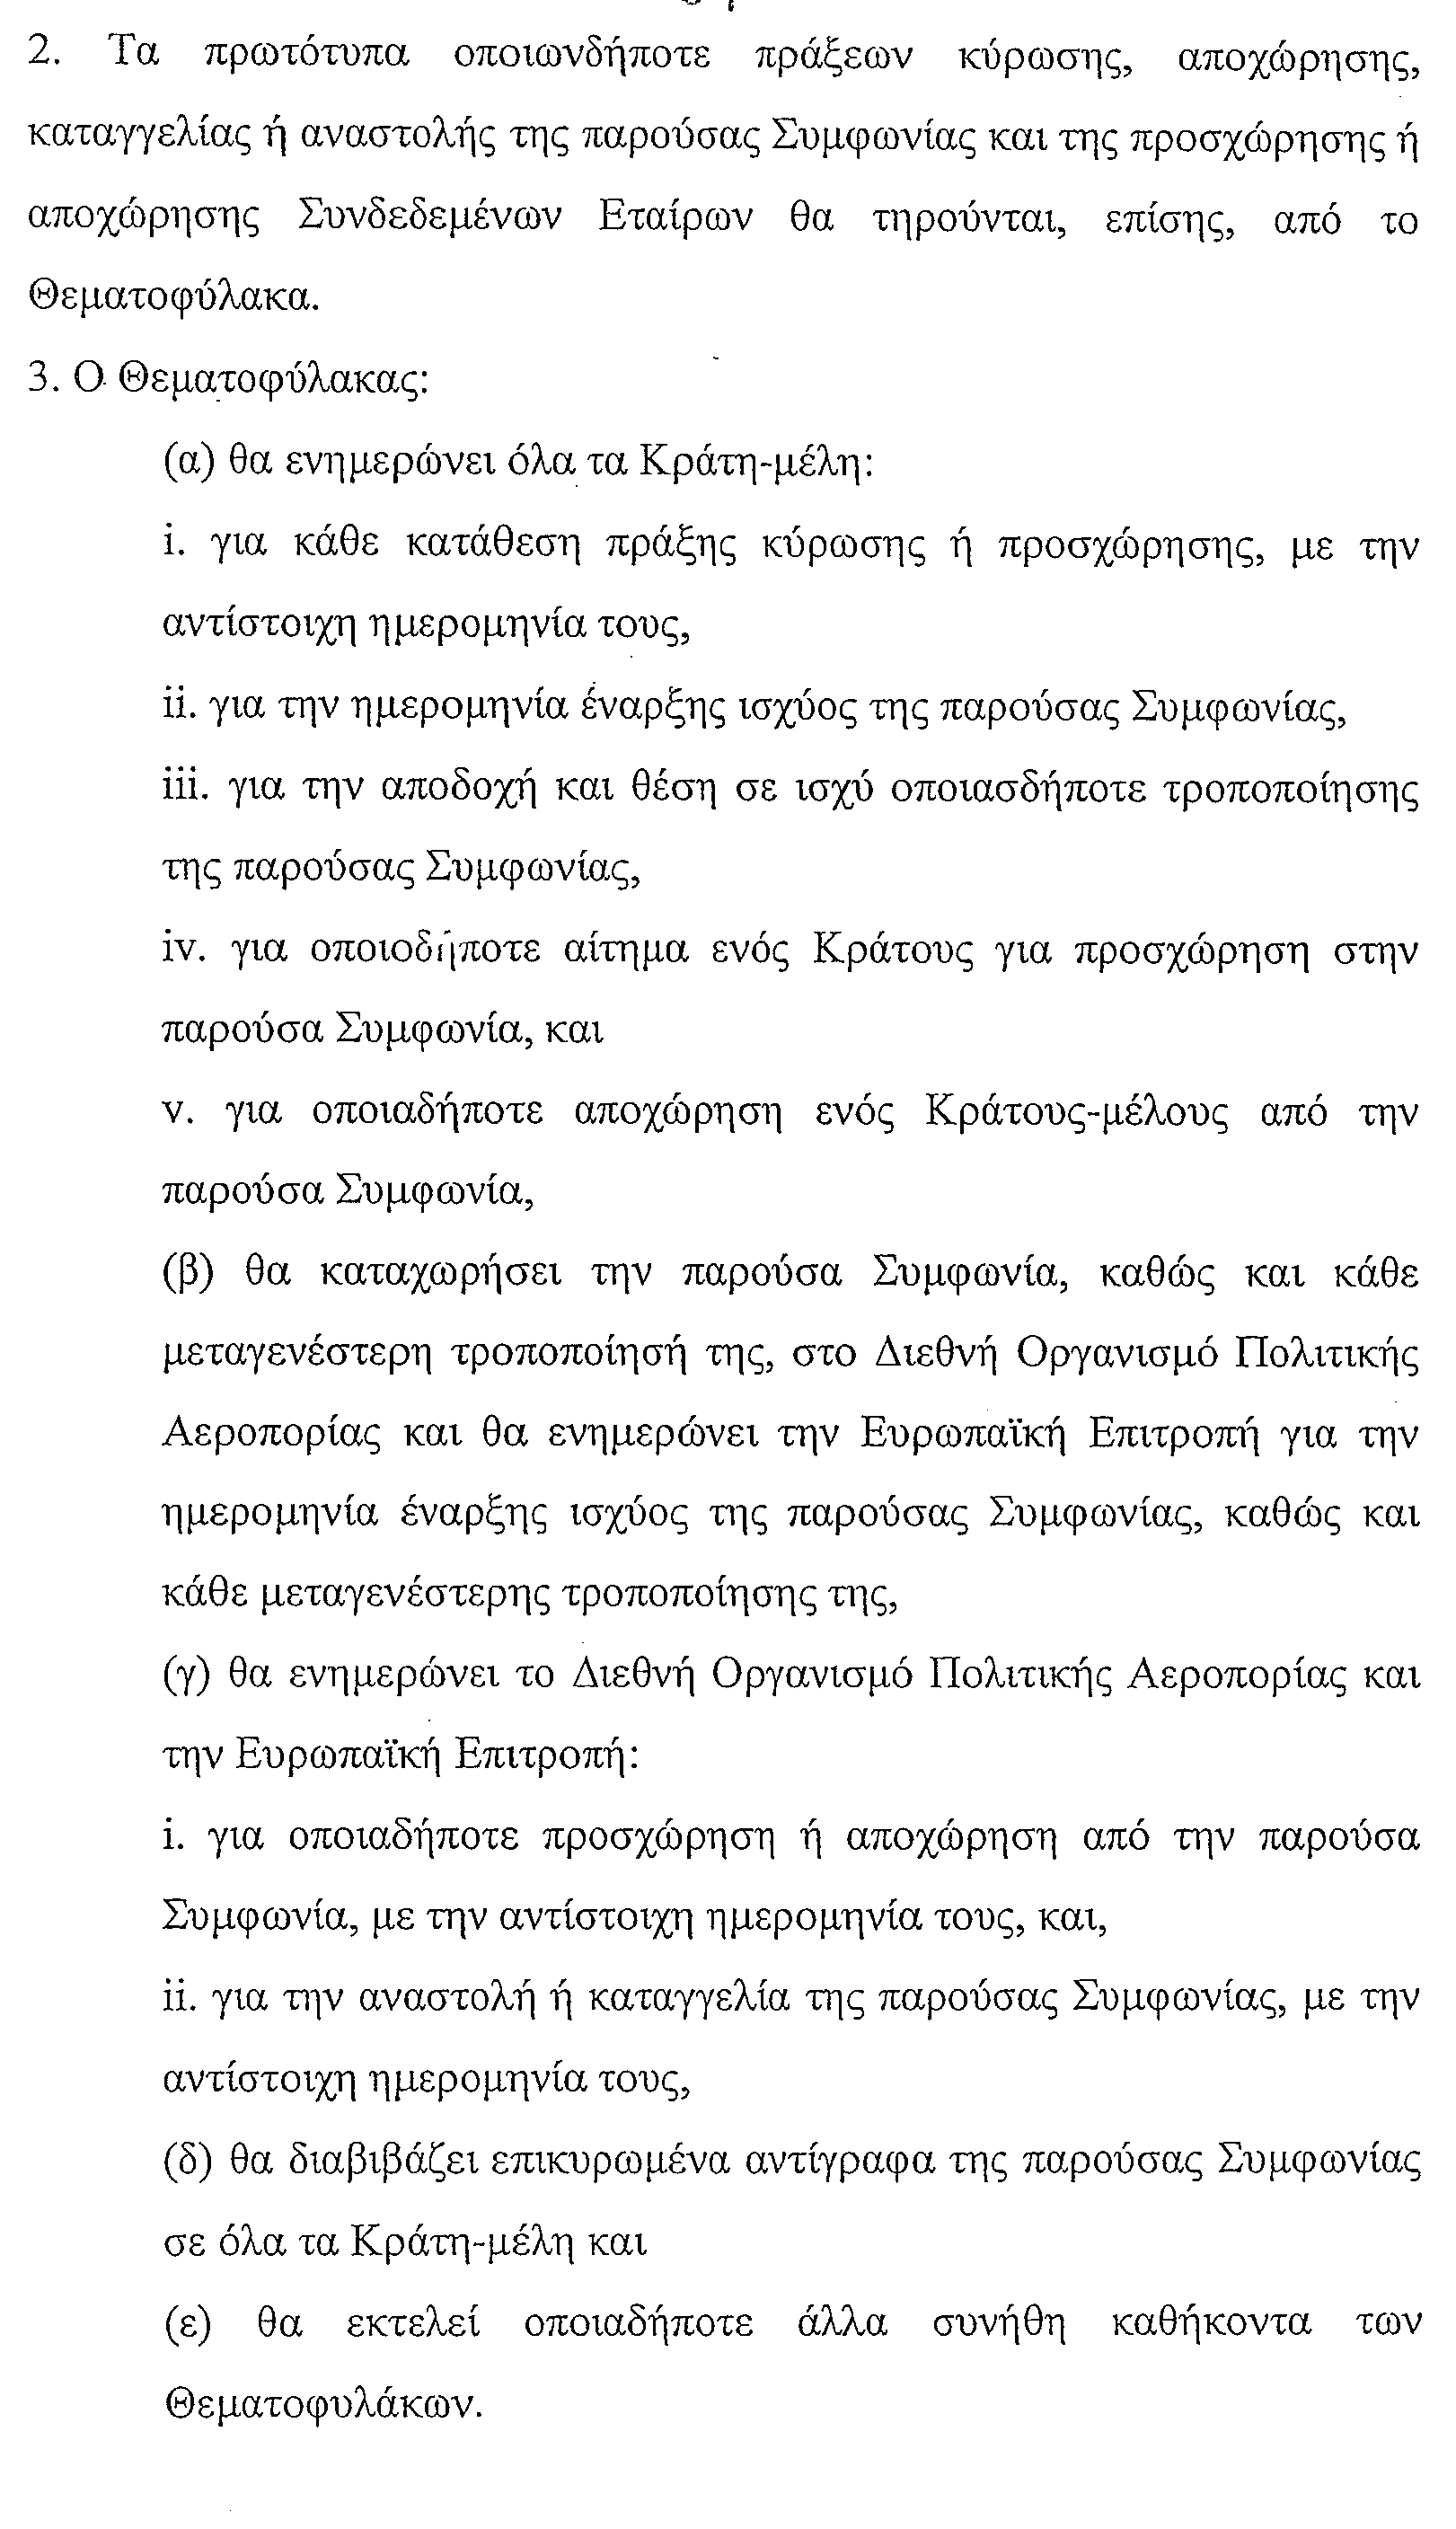 2. Τα πρωτότυπα οποιωνδήποτε πράξεων κύρωσης, αποχώρησης,
καταγγελίας ή αναστολής της παρούσας Συμφωνίας και της προσχώρησης ή
αποχώρησης Συνδεδεμένων Εταίρων θα τηρούνται, επίσης, από το
Θεματοφύλακα.
3. Ο Θεματοφύλακας:
(α) θα ενημερώνει όλα τα Κράτη-μέλη:
i. για κάθε κατάθεση πράξης κύρωσης ή προσχώρησης, με την
αντίστοιχη ημερομηνία τους,
ii. για την ημερομηνία έναρξης ισχύος της παρούσας Συμφωνίας,
iii. για την αποδοχή και θέση σε ισχύ οποιασδήποτε τροποποίησης
της παρούσας Συμφωνίας,
iv. για οποιοδήποτε αίτημα ενός Κράτους για προσχώρηση στην
παρούσα Συμφωνία, και
v. για οποιαδήποτε αποχώρηση ενός Κράτους-μέλους από την
παρούσα Συμφωνία,
(β) θα καταχωρήσει την παρούσα Συμφωνία, καθώς και κάθε
μεταγενέστερη τροποποίησή της, στο Διεθνή Οργανισμό Πολιτικής
Αεροπορίας και θα ενημερώνει την Ευρωπαϊκή Επιτροπή για την
ημερομηνία έναρξης ισχύος της παρούσας Συμφωνίας, καθώς και
κάθε μεταγενέστερης τροποποίησης της,
(γ) θα ενημερώνει το Διεθνή Οργανισμό Πολιτικής Αεροπορίας και
την Ευρωπαϊκή Επιτροπή:
i. για οποιαδήποτε προσχώρηση ή αποχώρηση από την παρούσα
Συμφωνία, με την αντίστοιχη ημερομηνία τους, και,
ii. για την αναστολή ή καταγγελία της παρούσας Συμφωνίας, με την
αντίστοιχη ημερομηνία τους,
(δ) θα διαβιβάζει επικυρωμένα αντίγραφα της παρούσας Συμφωνίας
σε όλα τα Κράτη-μέλη και
(ε) θα εκτελεί οποιαδήποτε άλλα συνήθη καθήκοντα των
Θεματοφυλάκων.